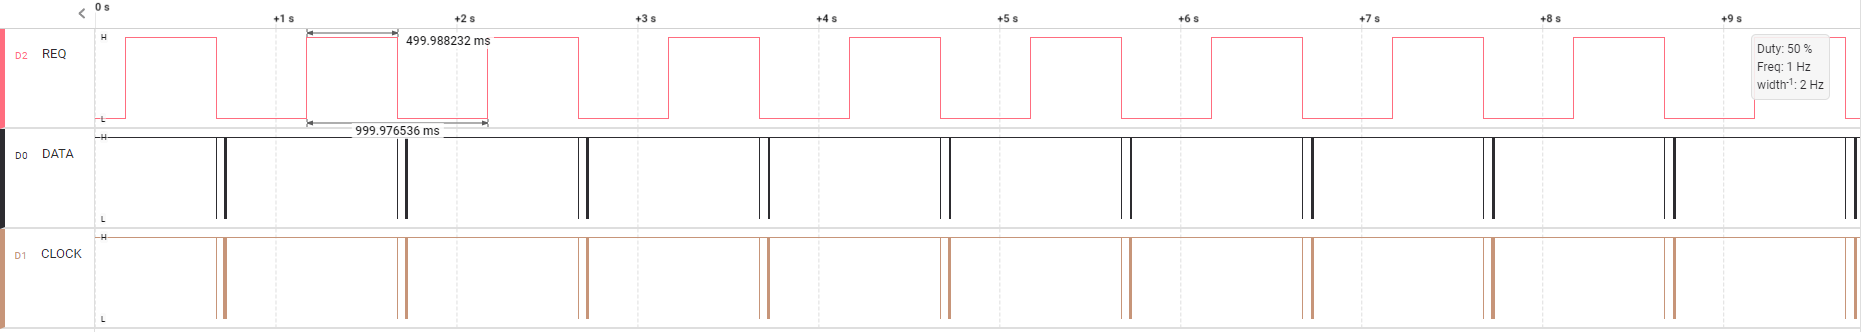 0 s
+1 s +2 s +3 s +4 s +5 s +6 s +7 s +8 s +9 s
D2 REQ H L
499.988232 ms
999.976536 ms
Duty: 50 %
Freq: 1 Hz
width-1: 2 Hz
D0 DATA H L
D1 CLOCK H L